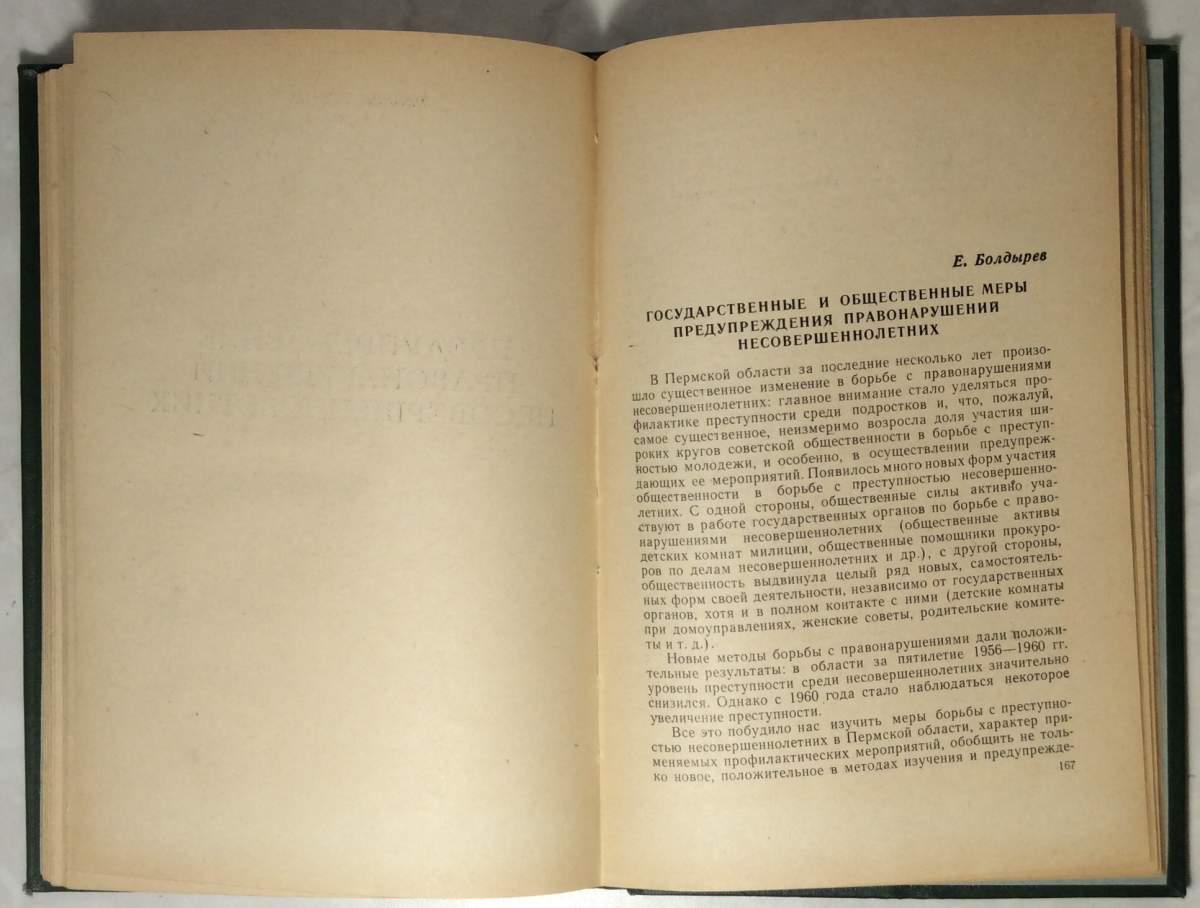 Е. Болдырев
ГОСУДАРСТВЕННЫЕ И ОБЩЕСТВЕННЫЕ МЕРЫ
ПРЕДУПРЕЖДЕНИЯ ПРАВОНАРУШЕНИЙ
НЕСОВЕРШЕННОЛЕТНИХ
В Пермской области за последние несколько лет произо-
шло существенное изменение в борьбе с правонарушениями
несовершеннолетних: главное внимание стало уделяться про-
филактике преступности среди подростков и, что, пожалуй,
самое существенное, неизмеримо возросла доля участия ши-
роких кругов советской общественности в борьбе с преступ-
ностью молодежи, и особенно, в осуществлении предупреж-
дающих ее мероприятий. Появилось много новых форм участия
общественности в борьбе с преступностью несовершенно-
летних. С одной стороны, общественные силы активно уча-
ствуют в работе государственных органов по борьбе с право-
нарушениями несовершеннолетних (общественные активы
детских комнат милиции, общественные помощники прокуро-
ров по делам несовершеннолетних и др.), с другой стороны,
общественность выдвинула целый ряд новых, самостоятель-
ных форм своей деятельности, независимо от государственных
органов, хотя и в полном контакте с ними (детские комнаты
при домоуправлениях, женские советы, родительские комите-
ты и т. д.).
Новые методы борьбы с правонарушениями дали положи-
тельные результаты: в области за пятилетие 1956—1960 гг.
уровень преступности среди несовершеннолетних значительно
снизился. Однако с 1960 года стало наблюдаться некоторое
увеличение преступности.
Все это побудило нас изучить меры борьбы с преступно-
стью несовершеннолетних в Пермской области, характер при-
меняемых профилактических мероприятий, обобщить не толь-
ко новое, положительное в методах изучения и предупрежде-
167